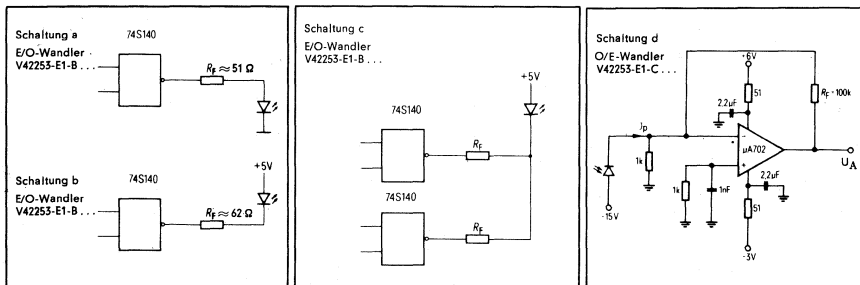 Schaltung a
74S140
E/O-Wandler
V42253-E1-B...
R_F ≈ 51 Ω
+5V
Schaltung b
74S140
E/O-Wandler
V42253-E1-B...
R_F ≈ 62 Ω
Schaltung c
E/O-Wandler
V42253-E1-B...
+5V
74S140
R_F
74S140
R_F
Schaltung d
O/E-Wandler
V42253-E1-C...
+6V
51
R_F = 100k
2,2µF
J_p
-
µA702
+
U_A
1k
1k
1nF
2,2µF
-15V
51
-3V